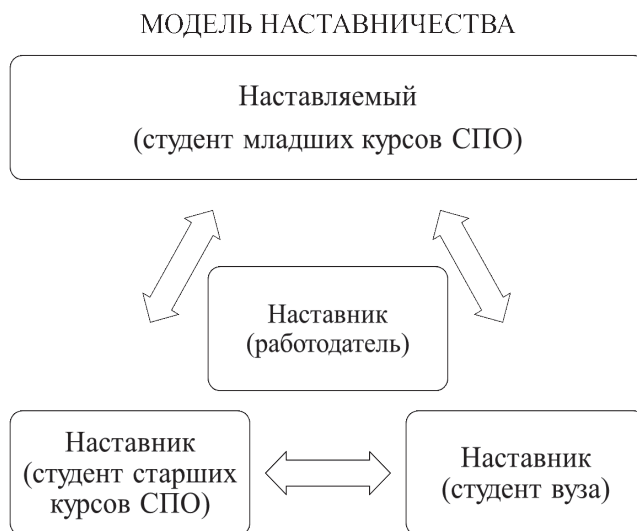 МОДЕЛЬ НАСТАВНИЧЕСТВА
Наставляемый
(студент младших курсов СПО)
Наставник
(работодатель)
Наставник
(студент старших
курсов СПО)
Наставник
(студент вуза)